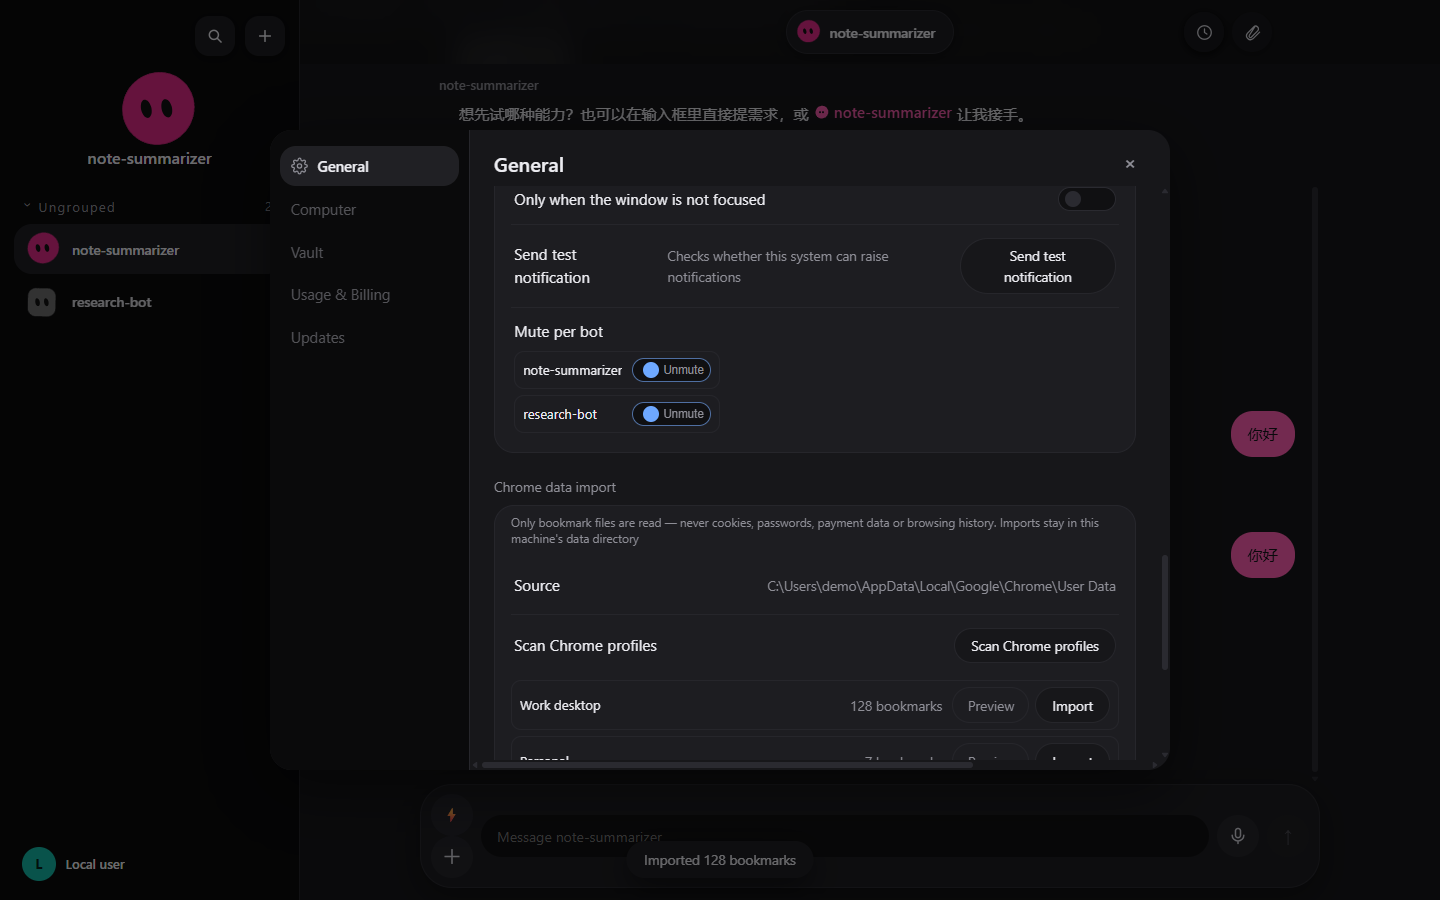 note-summarizer
note-summarizer
想先试哪种能力？也可以在输入框里直接提需求，或 note-summarizer 让我接手。
note-summarizer
Ungrouped 2
note-summarizer
research-bot
L Local user
General
Computer
Vault
Usage & Billing
Updates
General
Only when the window is not focused
Send test
notification
Checks whether this system can raise
notifications
Send test
notification
Mute per bot
note-summarizer Unmute
research-bot Unmute
Chrome data import
Only bookmark files are read — never cookies, passwords, payment data or browsing history. Imports stay in this
machine's data directory
Source C:\Users\demo\AppData\Local\Google\Chrome\User Data
Scan Chrome profiles Scan Chrome profiles
Work desktop 128 bookmarks Preview Import
Personal 7 bookmarks Preview Import
你好
你好
Message note-summarizer
Imported 128 bookmarks